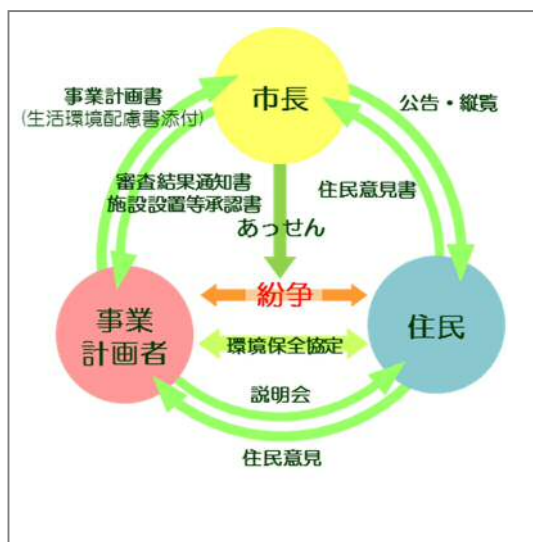 市長
事業計画書
(生活環境配慮書添付)
公告・縦覧
審査結果通知書
施設設置等承認書
住民意見書
あっせん
紛争
事業
計画者
住民
環境保全協定
説明会
住民意見